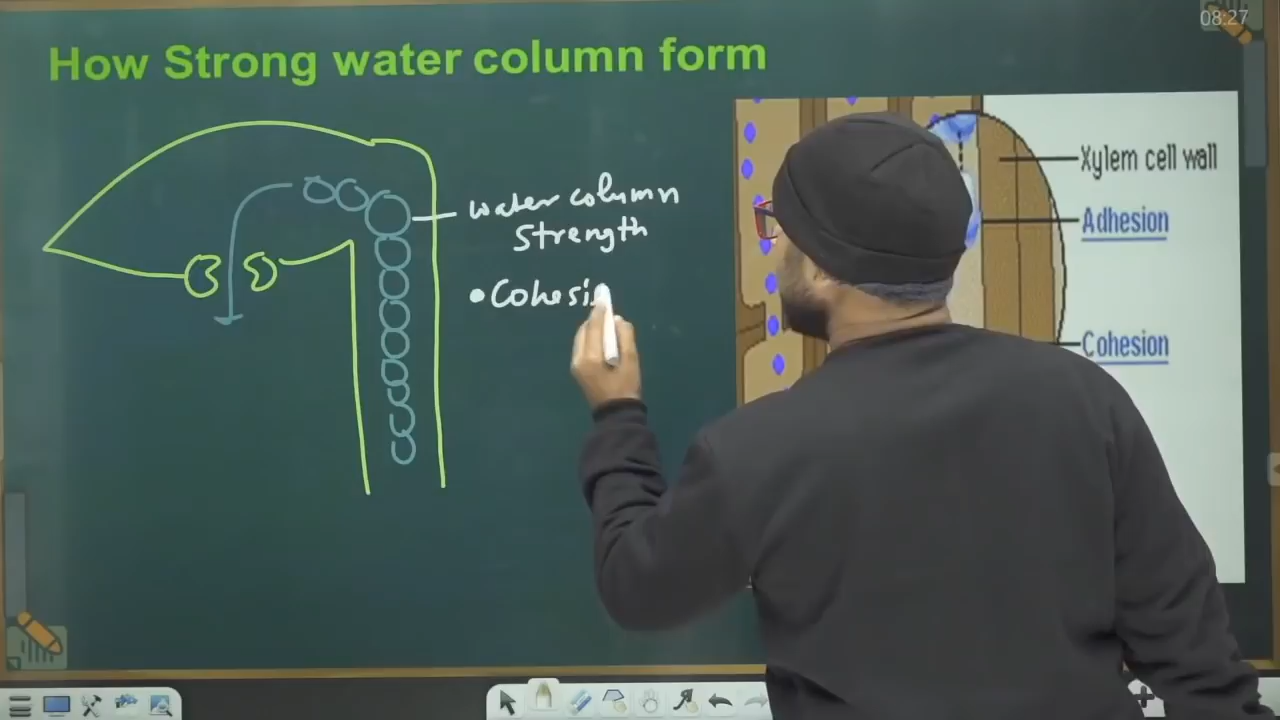 08:27
How Strong water column form
Xylem cell wall
Adhesion
water column
Strength
•Cohesi
Cohesion